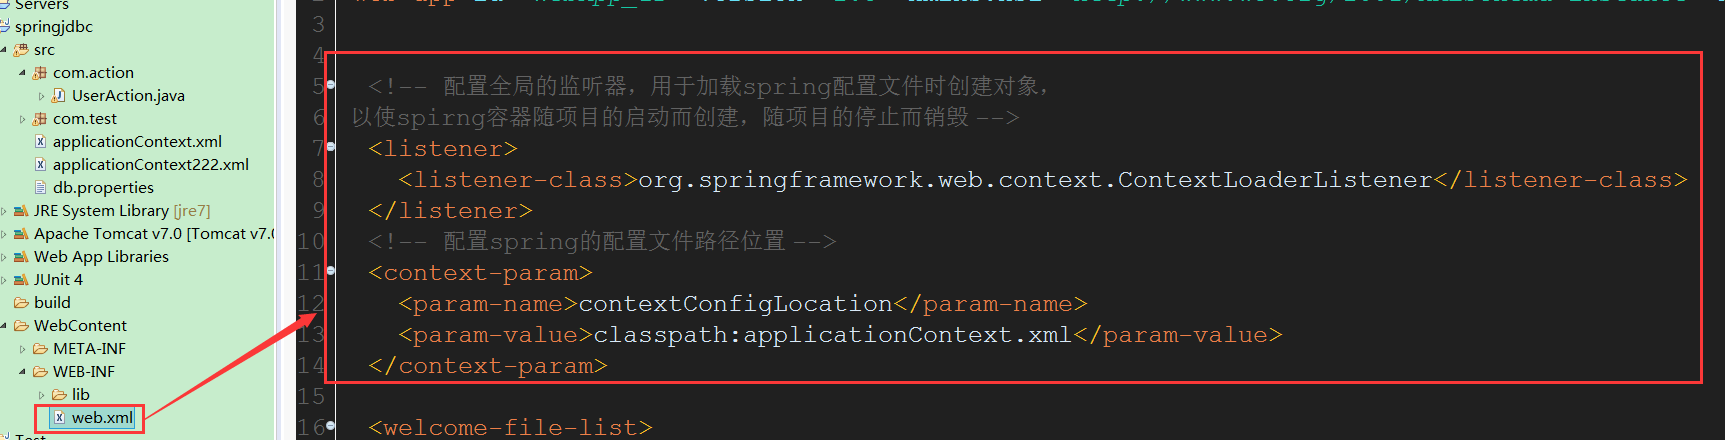 Servers
springjdbc
src
com.action
UserAction.java
com.test
applicationContext.xml
applicationContext222.xml
db.properties
JRE System Library [jre7]
Apache Tomcat v7.0 [Tomcat v7.0
Web App Libraries
JUnit 4
build
WebContent
META-INF
WEB-INF
lib
web.xml
3
4
5 <!-- 配置全局的监听器，用于加载spring配置文件时创建对象，
6 以使spirng容器随项目的启动而创建，随项目的停止而销毁 -->
7 <listener>
8 <listener-class>org.springframework.web.context.ContextLoaderListener</listener-class>
9 </listener>
10 <!-- 配置spring的配置文件路径位置 -->
11 <context-param>
12 <param-name>contextConfigLocation</param-name>
13 <param-value>classpath:applicationContext.xml</param-value>
14 </context-param>
15
16 <welcome-file-list>